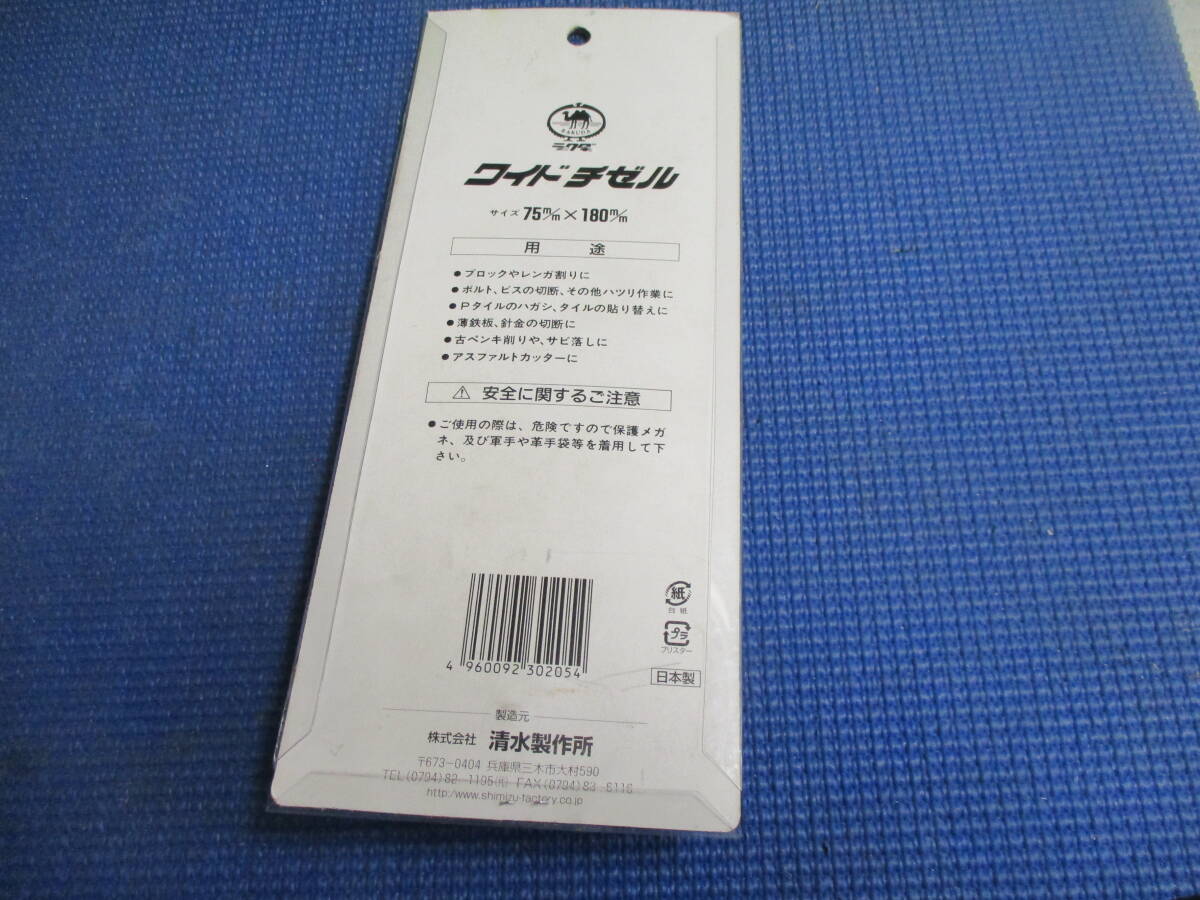 RAKUDA
ラクダ
ワイドチゼル
サイズ 75m/m×180m/m
用 途
●ブロックやレンガ割りに
●ボルト、ビスの切断、その他ハツリ作業に
●Pタイルのハガシ、タイルの貼り替えに
●薄鉄板、針金の切断に
●古ペンキ削りや、サビ落しに
●アスファルトカッターに
⚠ 安全に関するご注意
●ご使用の際は、危険ですので保護メガ
ネ、及び軍手や革手袋等を着用して下
さい。
紙
台紙
プラ
ブリスター
4 960092 302054
日本製
製造元
株式会社 清水製作所
〒673-0404 兵庫県三木市大村590
TEL(0794)82-1195㈹ FAX(0794)83-6116
http://www.shimizu-factory.co.jp